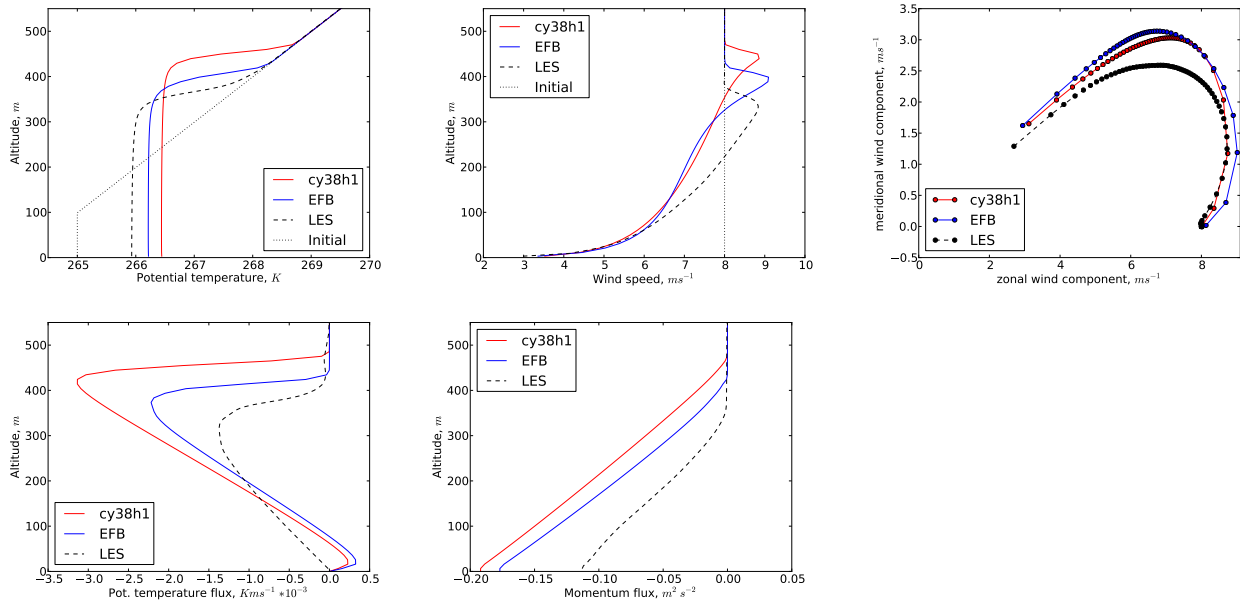 500
400
300
200
100
0
Altitude, m
265 266 267 268 269 270
Potential temperature, K
cy38h1
EFB
LES
Initial
500
400
300
200
100
0
Altitude, m
2 3 4 5 6 7 8 9 10
Wind speed, ms⁻¹
cy38h1
EFB
LES
Initial
3.5
3.0
2.5
2.0
1.5
1.0
0.5
0.0
−0.5
meridional wind component, ms⁻¹
0 2 4 6 8
zonal wind component, ms⁻¹
cy38h1
EFB
LES
500
400
300
200
100
0
Altitude, m
−3.5 −3.0 −2.5 −2.0 −1.5 −1.0 −0.5 0.0 0.5
Pot. temperature flux, Kms⁻¹ *10⁻³
cy38h1
EFB
LES
500
400
300
200
100
0
Altitude, m
−0.20 −0.15 −0.10 −0.05 0.00 0.05
Momentum flux, m² s⁻²
cy38h1
EFB
LES